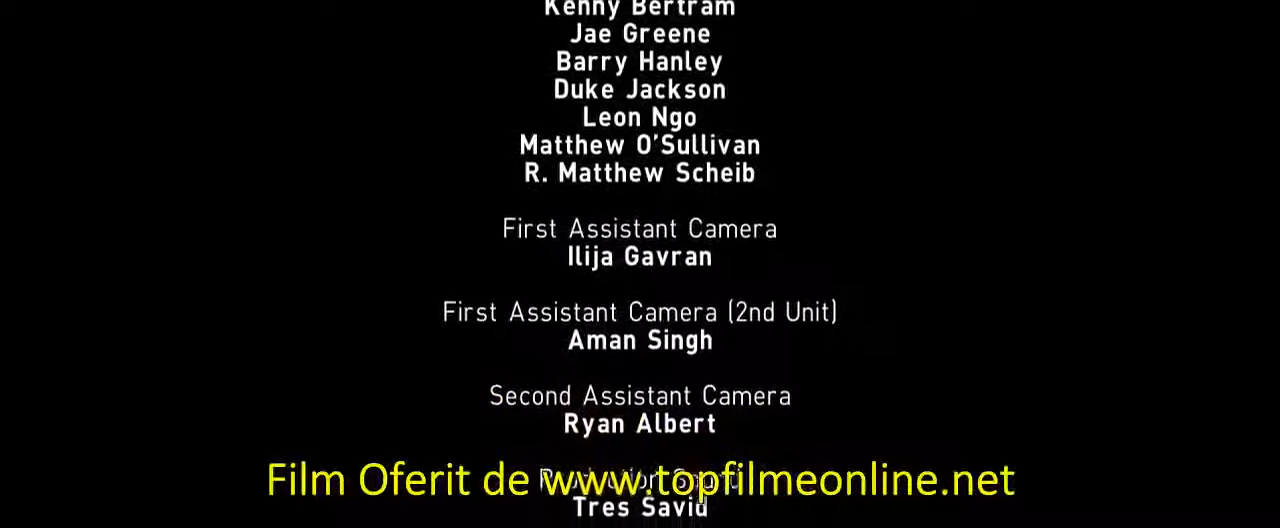 Kenny Bertram
Jae Greene
Barry Hanley
Duke Jackson
Leon Ngo
Matthew O'Sullivan
R. Matthew Scheib
First Assistant Camera
Ilija Gavran
First Assistant Camera (2nd Unit)
Aman Singh
Second Assistant Camera
Ryan Albert
Production Sound
Film Oferit de www.topfilmeonline.net
Tres Savid